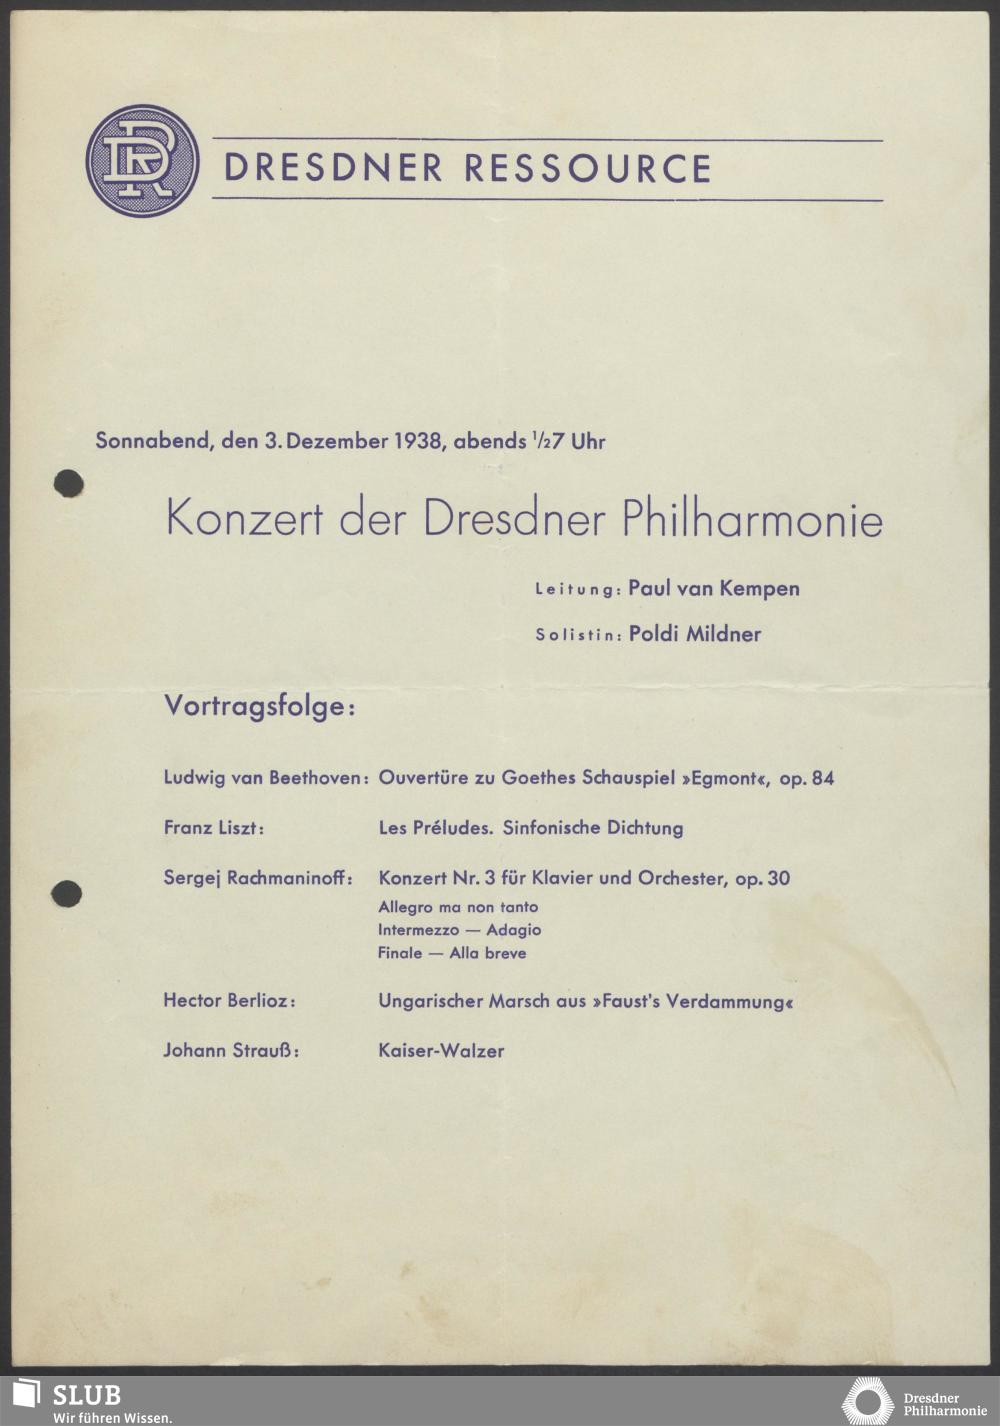 DR
DRESDNER RESSOURCE
Sonnabend, den 3. Dezember 1938, abends ½7 Uhr
Konzert der Dresdner Philharmonie
Leitung: Paul van Kempen
Solistin: Poldi Mildner
Vortragsfolge:
Ludwig van Beethoven: Ouvertüre zu Goethes Schauspiel »Egmont«, op. 84
Franz Liszt: Les Préludes. Sinfonische Dichtung
Sergej Rachmaninoff: Konzert Nr. 3 für Klavier und Orchester, op. 30
Allegro ma non tanto
Intermezzo — Adagio
Finale — Alla breve
Hector Berlioz: Ungarischer Marsch aus »Faust's Verdammung«
Johann Strauß: Kaiser-Walzer
SLUB
Wir führen Wissen.
Dresdner
Philharmonie